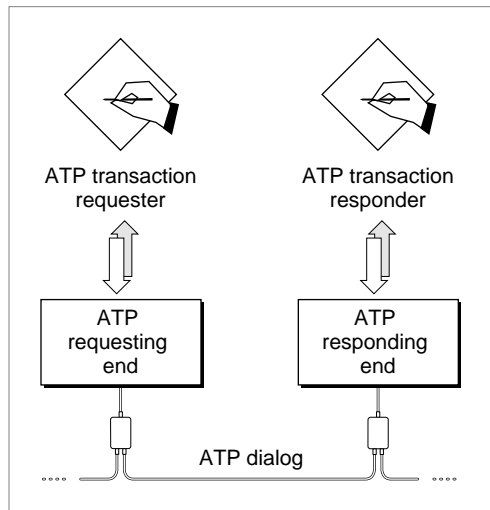 ATP transaction
requester
ATP transaction
responder
ATP
requesting
end
ATP
responding
end
ATP dialog